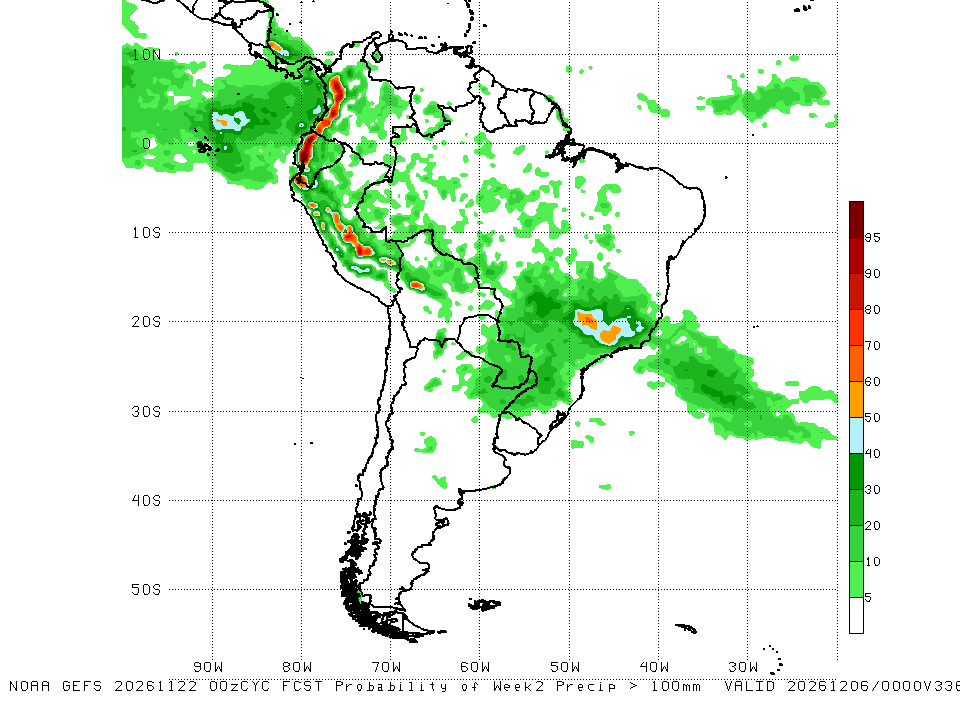 10N
0
10S
20S
30S
40S
50S
90W 80W 70W 60W 50W 40W 30W
95
90
80
70
60
50
40
30
20
10
5
NOAA GEFS 20261122 00zCYC FCST Probability of Week2 Precip > 100mm VALID 20261206/0000V336